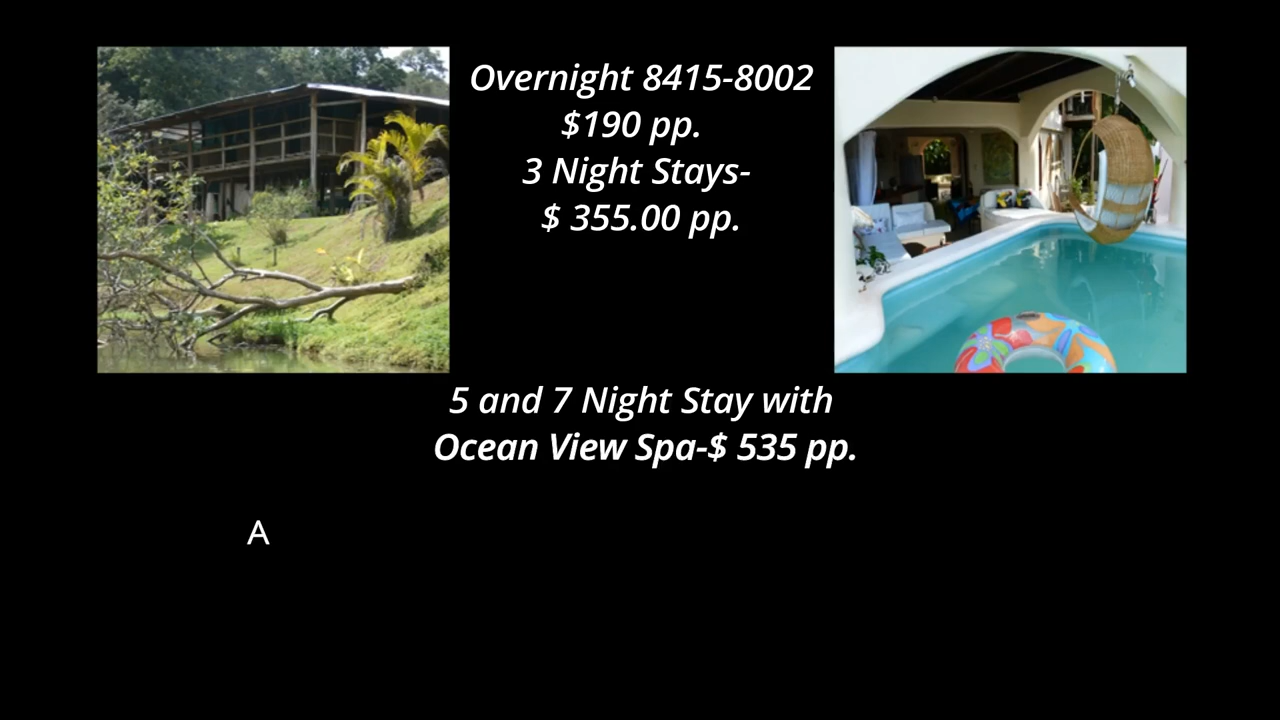 Overnight 8415-8002
$190 pp.
3 Night Stays-
$ 355.00 pp.
5 and 7 Night Stay with
Ocean View Spa-$ 535 pp.
A